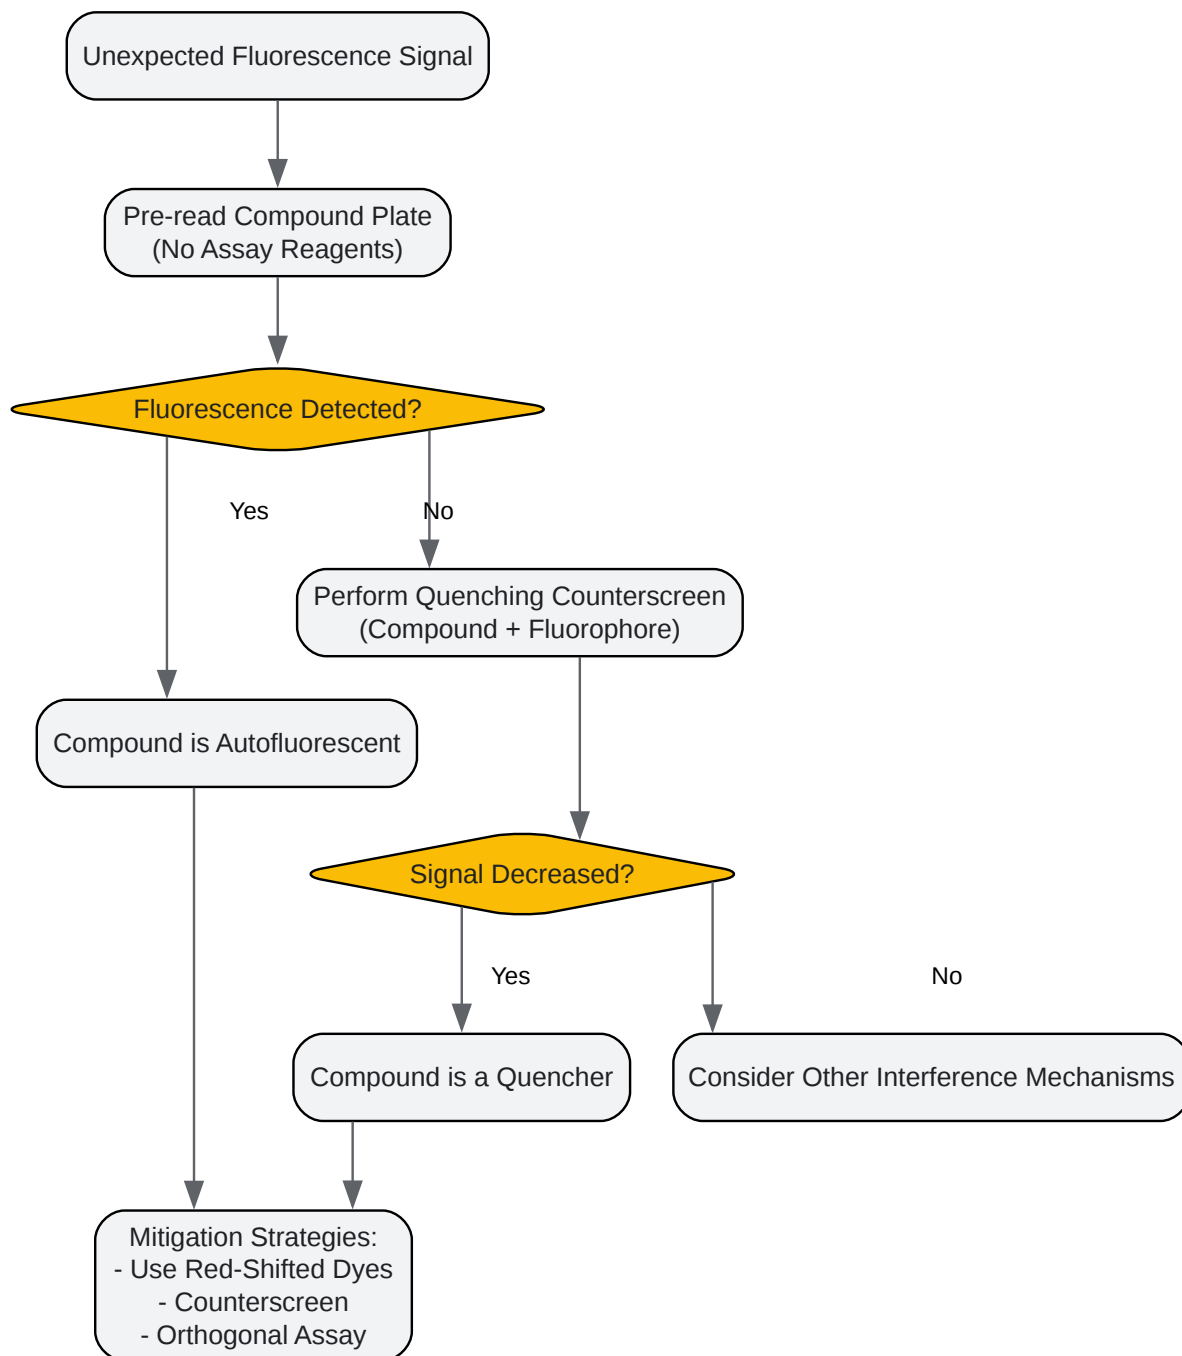 Unexpected Fluorescence Signal
Pre-read Compound Plate
(No Assay Reagents)
Fluorescence Detected?
Yes
No
Perform Quenching Counterscreen
(Compound + Fluorophore)
Compound is Autofluorescent
Signal Decreased?
Yes
No
Compound is a Quencher
Consider Other Interference Mechanisms
Mitigation Strategies:
- Use Red-Shifted Dyes
- Counterscreen
- Orthogonal Assay